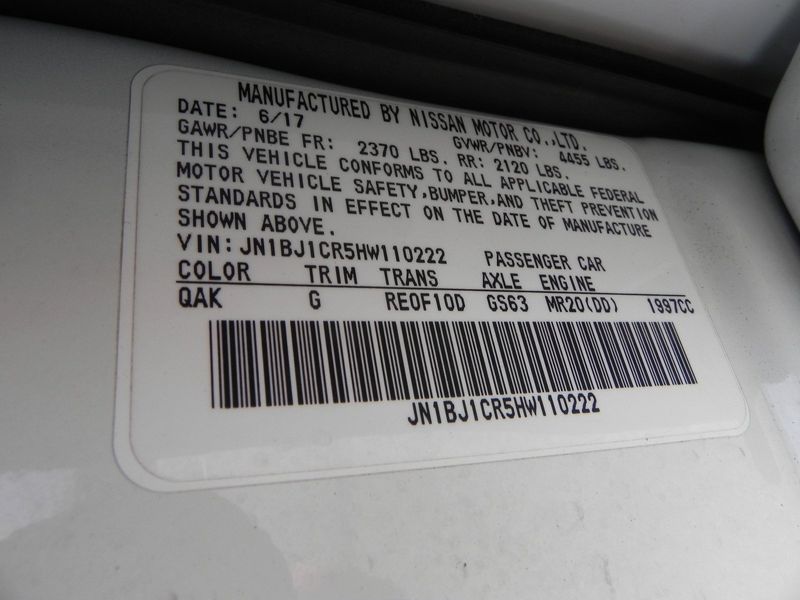 MANUFACTURED BY NISSAN MOTOR CO.,LTD.
DATE: 6/17 GVWR/PNBV: 4455 LBS.
GAWR/PNBE FR: 2370 LBS. RR: 2120 LBS.
THIS VEHICLE CONFORMS TO ALL APPLICABLE FEDERAL
MOTOR VEHICLE SAFETY,BUMPER,AND THEFT PREVENTION
STANDARDS IN EFFECT ON THE DATE OF MANUFACTURE
SHOWN ABOVE.
VIN:JN1BJ1CR5HW110222 PASSENGER CAR
COLOR TRIM TRANS AXLE ENGINE
QAK G RE0F10D GS63 MR20(DD) 1997CC
JN1BJ1CR5HW110222